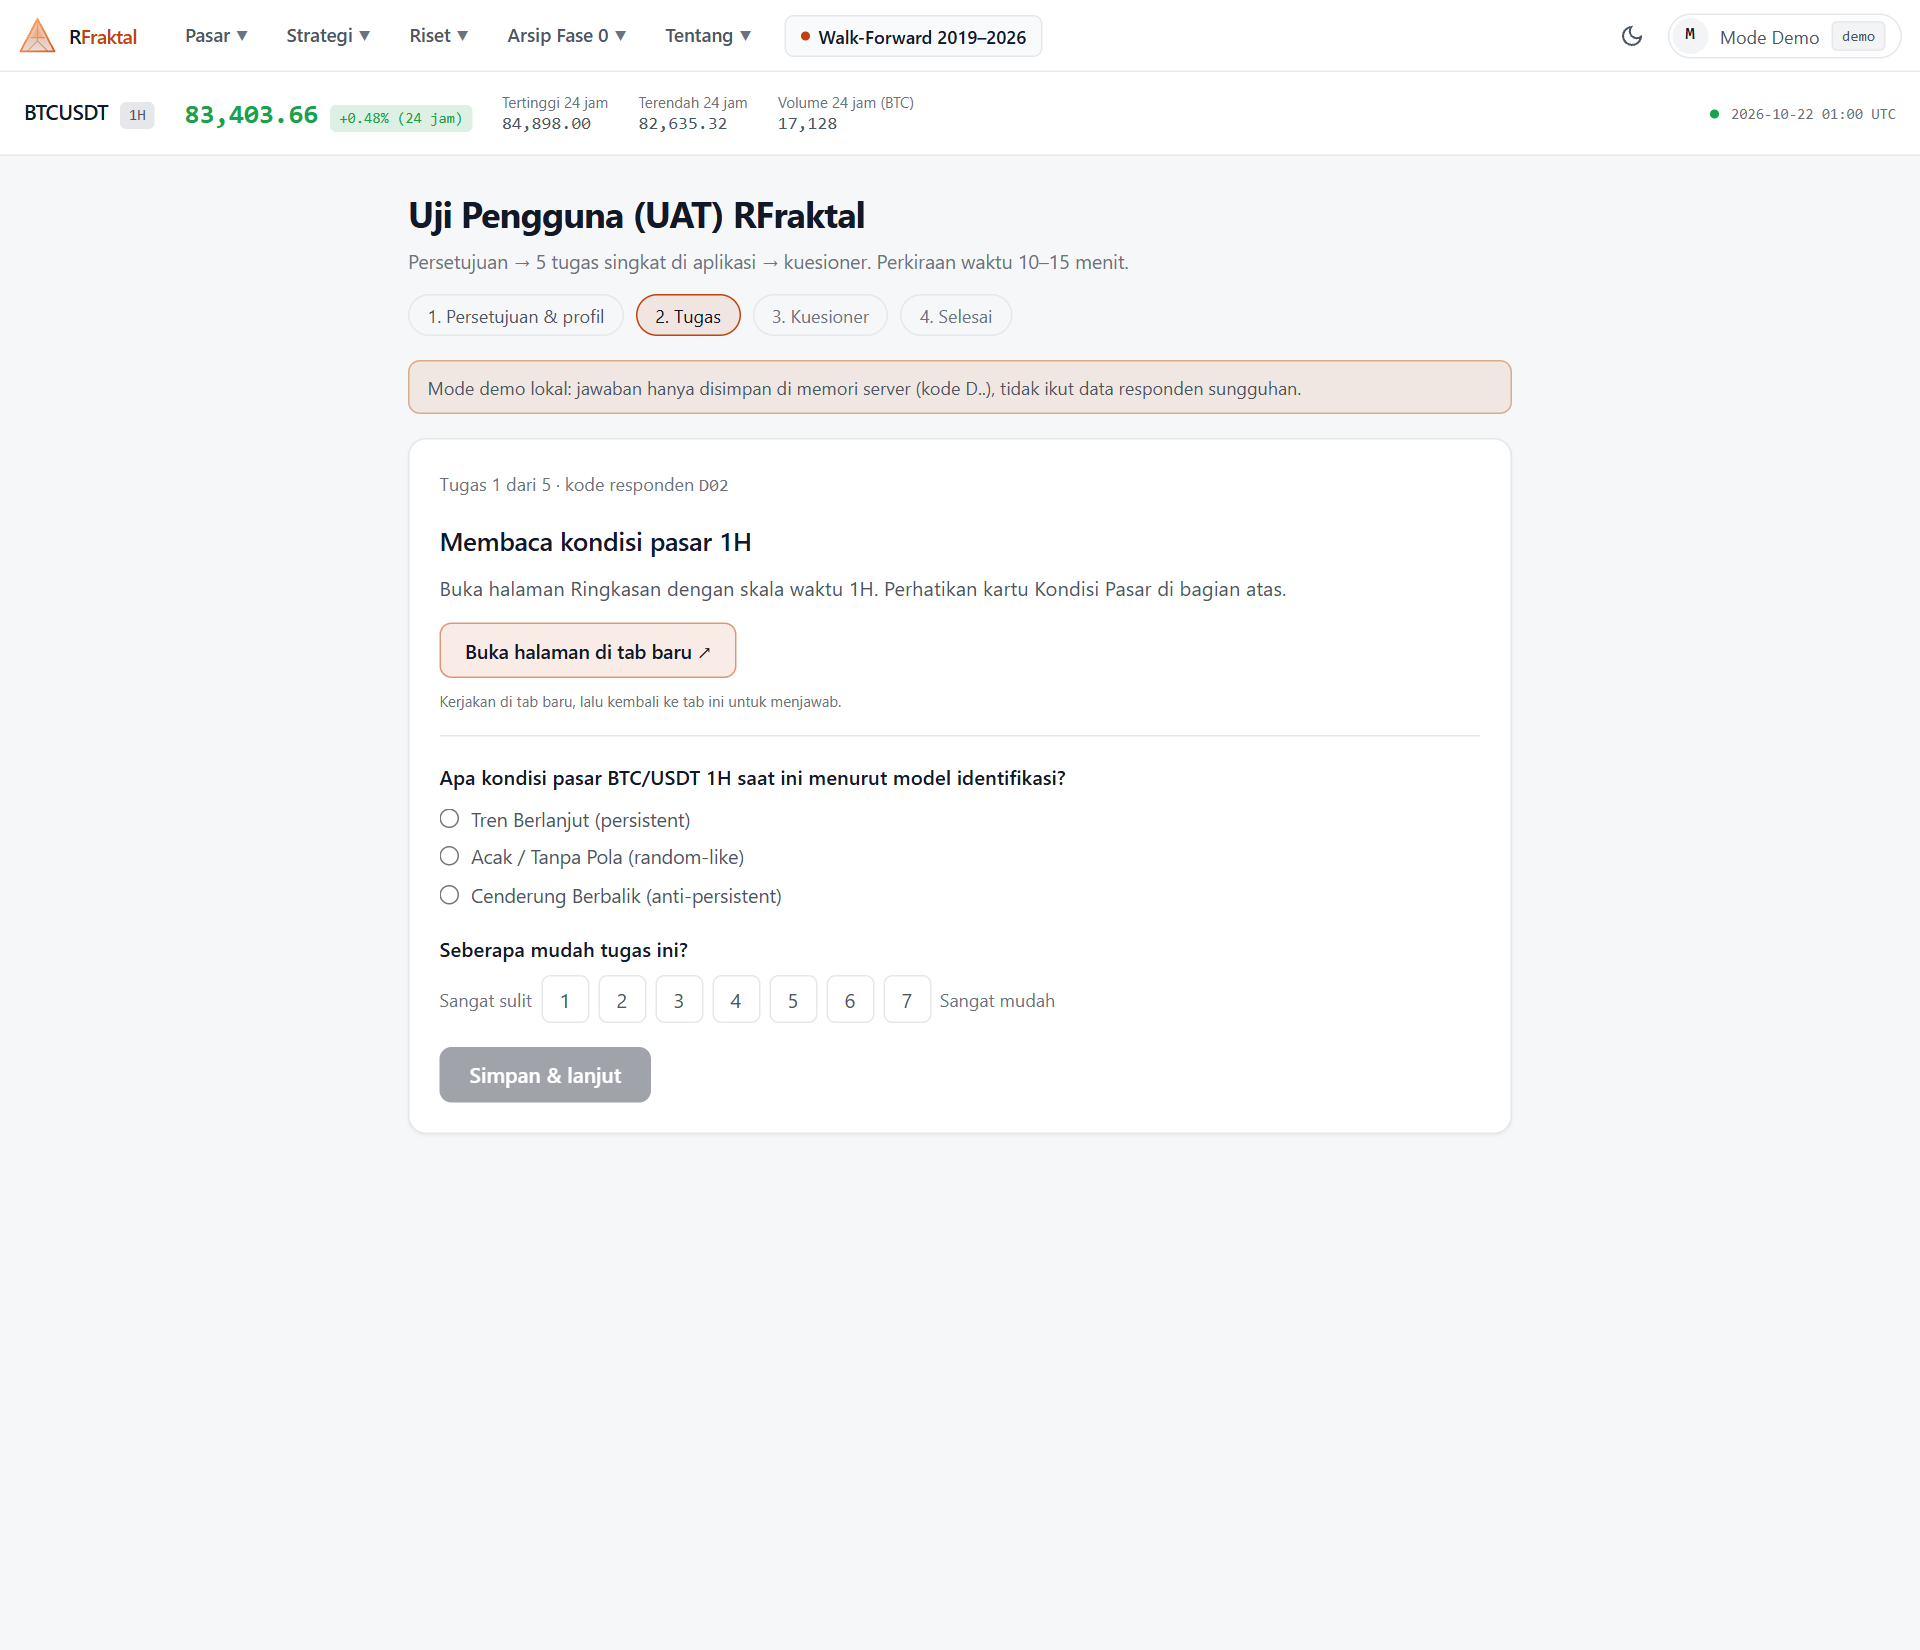 RFraktal
Pasar ▼
Strategi ▼
Riset ▼
Arsip Fase 0 ▼
Tentang ▼
Walk-Forward 2019–2026
M
Mode Demo
demo
BTCUSDT
1H
83,403.66
+0.48% (24 jam)
Tertinggi 24 jam
84,898.00
Terendah 24 jam
82,635.32
Volume 24 jam (BTC)
17,128
2026-10-22 01:00 UTC
Uji Pengguna (UAT) RFraktal
Persetujuan → 5 tugas singkat di aplikasi → kuesioner. Perkiraan waktu 10–15 menit.
1. Persetujuan & profil
2. Tugas
3. Kuesioner
4. Selesai
Mode demo lokal: jawaban hanya disimpan di memori server (kode D..), tidak ikut data responden sungguhan.
Tugas 1 dari 5 · kode responden D02
Membaca kondisi pasar 1H
Buka halaman Ringkasan dengan skala waktu 1H. Perhatikan kartu Kondisi Pasar di bagian atas.
Buka halaman di tab baru ↗
Kerjakan di tab baru, lalu kembali ke tab ini untuk menjawab.
Apa kondisi pasar BTC/USDT 1H saat ini menurut model identifikasi?
Tren Berlanjut (persistent)
Acak / Tanpa Pola (random-like)
Cenderung Berbalik (anti-persistent)
Seberapa mudah tugas ini?
Sangat sulit 1 2 3 4 5 6 7 Sangat mudah
Simpan & lanjut